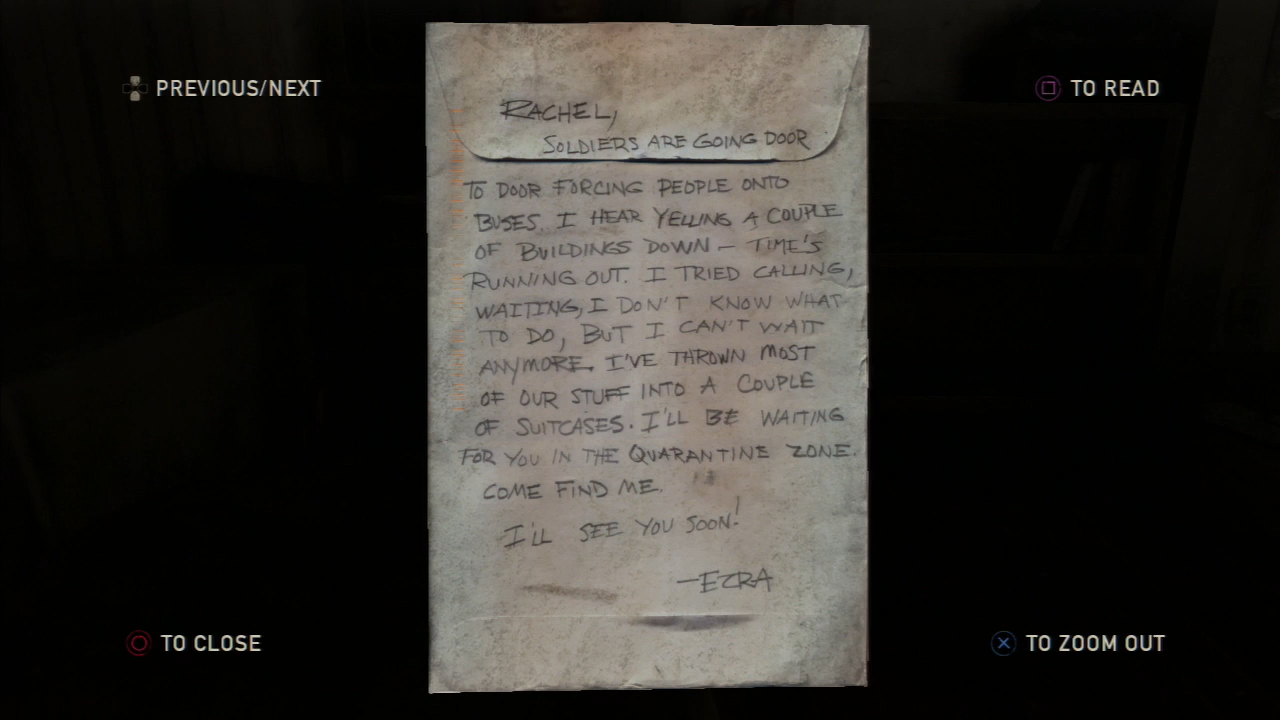 PREVIOUS/NEXT
TO READ
RACHEL,
SOLDIERS ARE GOING DOOR
TO DOOR FORCING PEOPLE ONTO
BUSES. I HEAR YELLING A COUPLE
OF BUILDINGS DOWN – TIME'S
RUNNING OUT. I TRIED CALLING,
WAITING, I DON'T KNOW WHAT
TO DO, BUT I CAN'T WAIT
ANYMORE. I'VE THROWN MOST
OF OUR STUFF INTO A COUPLE
OF SUITCASES. I'LL BE WAITING
FOR YOU IN THE QUARANTINE ZONE.
COME FIND ME.
I'LL SEE YOU SOON!
–EZRA
TO CLOSE
TO ZOOM OUT